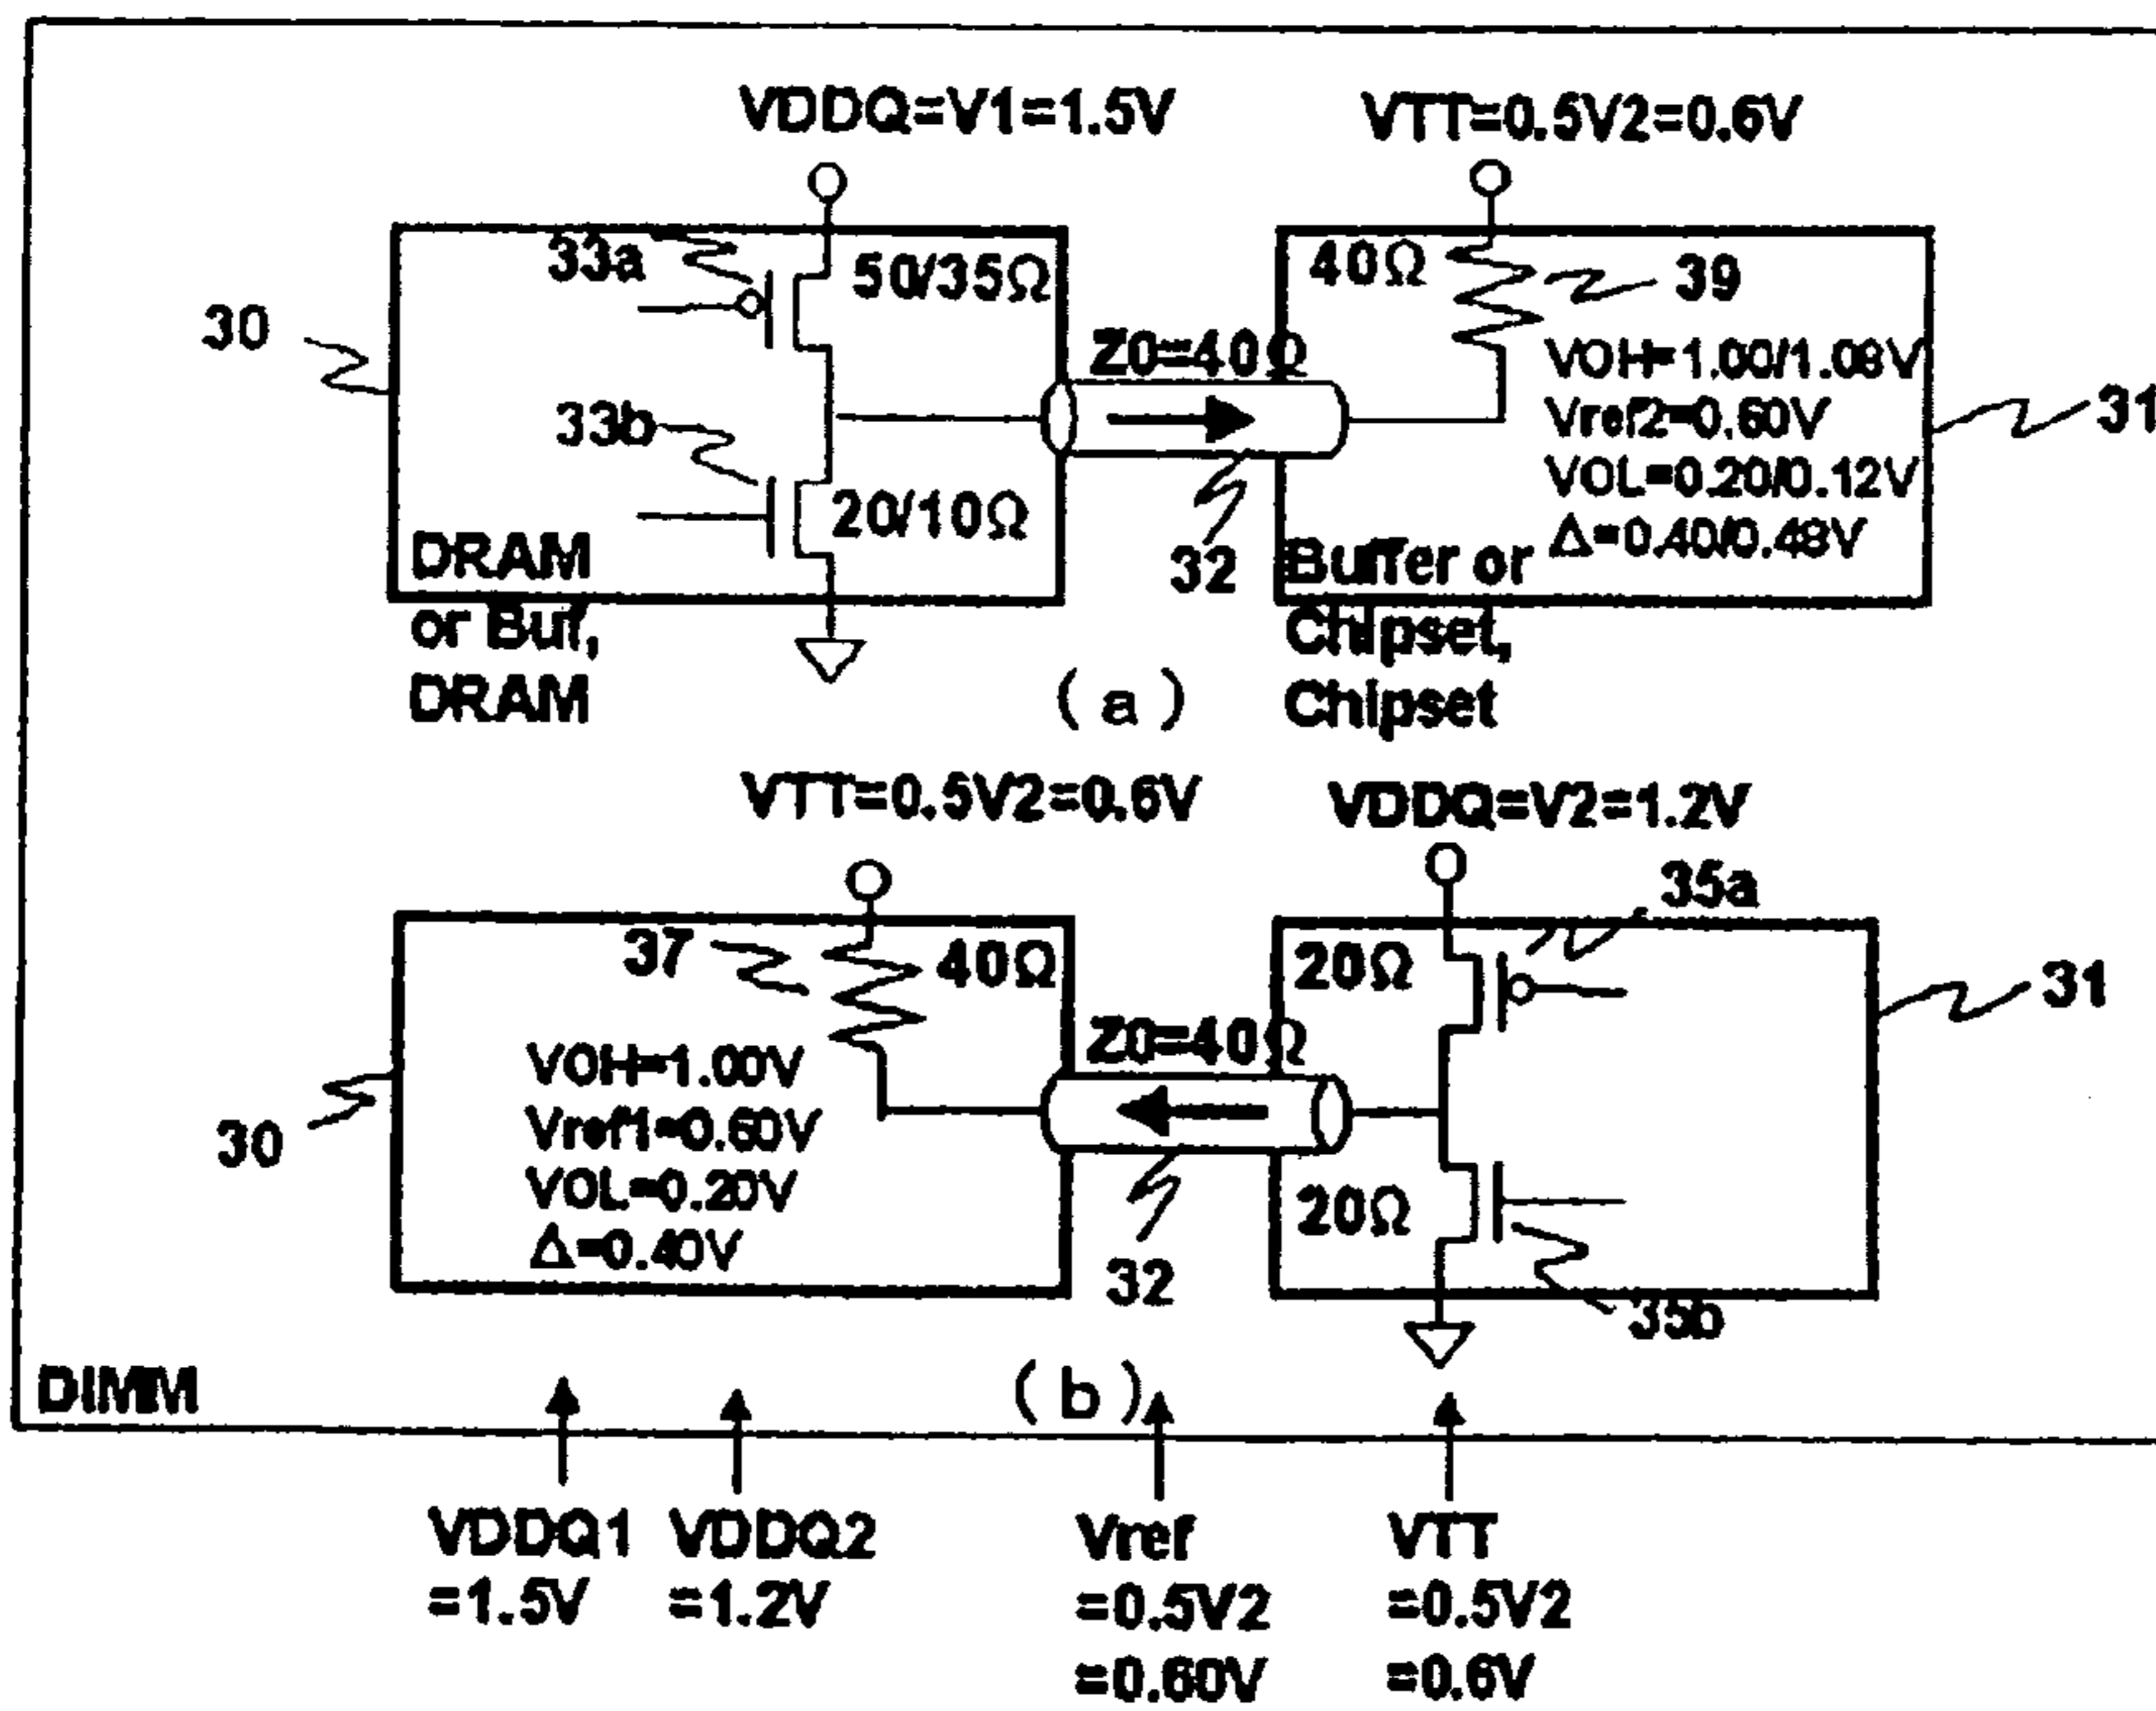 VDDQ=V1=1.5V
VTT=0.5V2=0.6V
33a
50/35Ω
40Ω
39
30
Z0=40Ω
VOH=1.00/1.08V
Vref2=0.60V
31
33b
VOL=0.20/0.12V
20/10Ω
Δ=0.40/0.48V
DRAM
or Buf,
DRAM
32
Buffer or
Chipset,
Chipset
(a)
VTT=0.5V2=0.6V
VDDQ=V2=1.2V
35a
37
40Ω
20Ω
31
Z0=40Ω
VOH=1.00V
Vref1=0.60V
30
VOL=0.20V
20Ω
Δ=0.40V
32
35b
DIMM
(b)
VDDQ1
=1.5V
VDDQ2
=1.2V
Vref
=0.5V2
=0.60V
VTT
=0.5V2
=0.6V